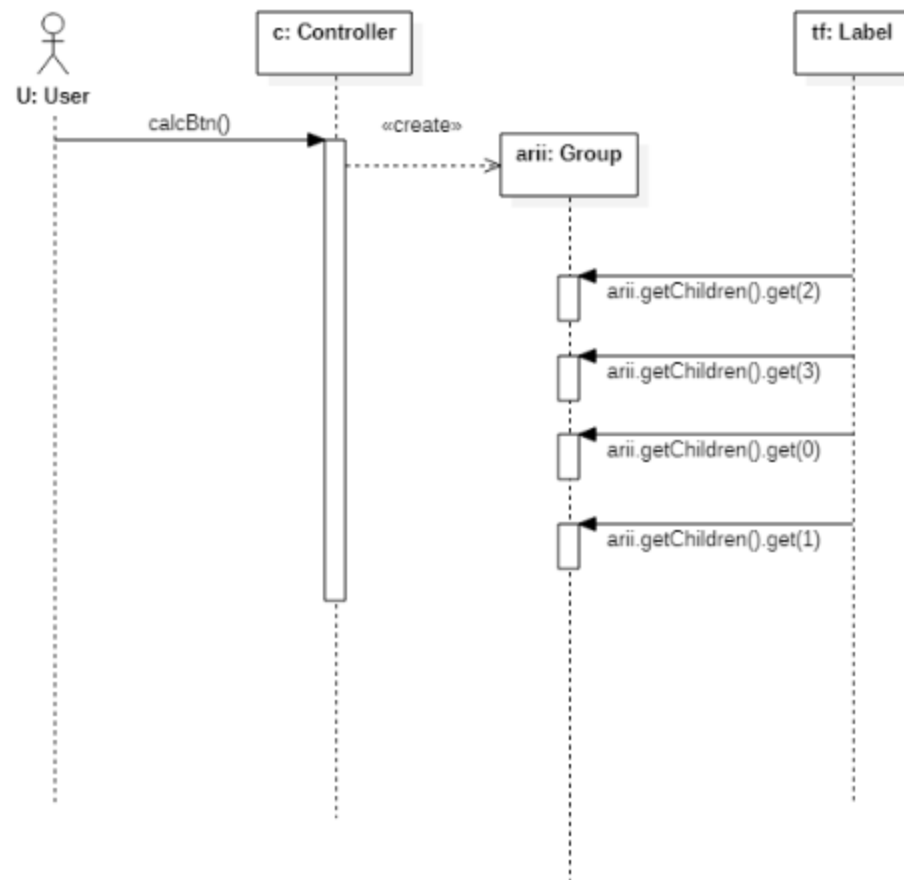 c: Controller
tf: Label
U: User
calcBtn()
«create»
arii: Group
arii.getChildren().get(2)
arii.getChildren().get(3)
arii.getChildren().get(0)
arii.getChildren().get(1)